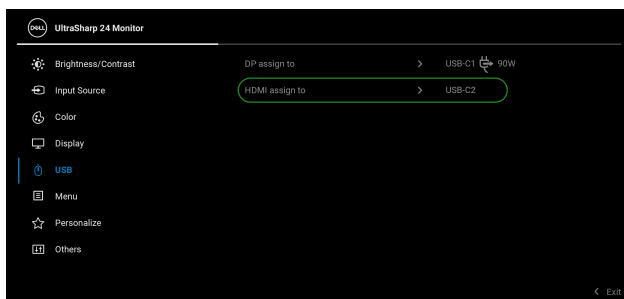 DELL UltraSharp 24 Monitor
Brightness/Contrast DP assign to > USB-C1 90W
Input Source HDMI assign to > USB-C2
Color
Display
USB
Menu
Personalize
Others
< Exit